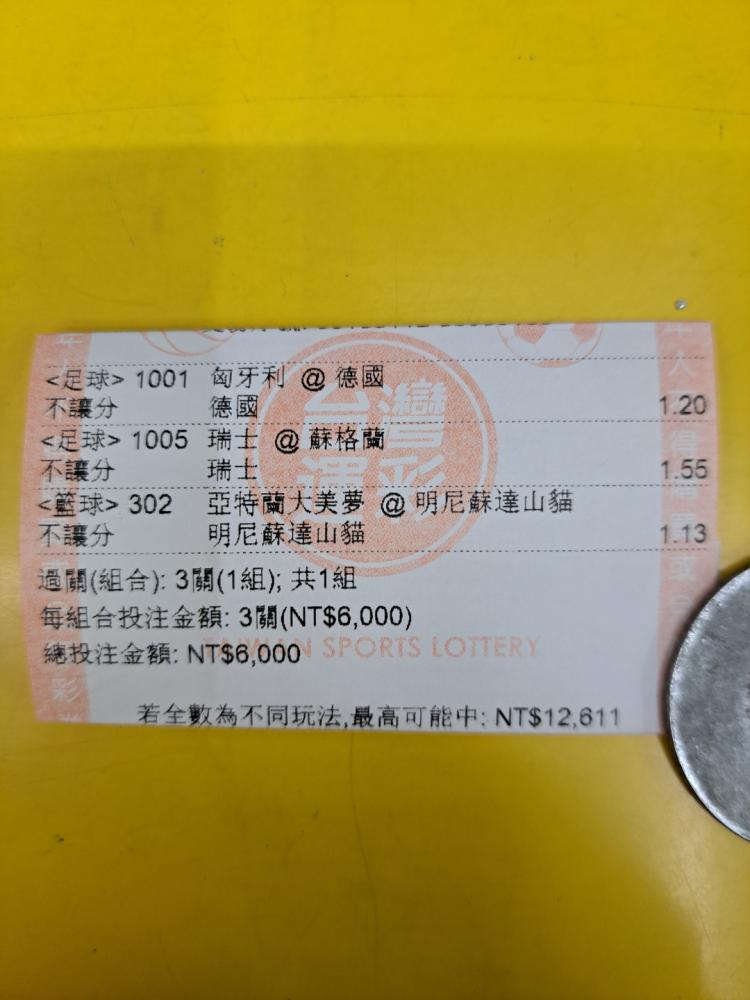 <足球> 1001 匈牙利 @ 德國
不讓分 德國 1.20
<足球> 1005 瑞士 @ 蘇格蘭
不讓分 瑞士 1.55
<籃球> 302 亞特蘭大美夢 @ 明尼蘇達山貓
不讓分 明尼蘇達山貓 1.13
過關(組合): 3關(1組); 共1組
每組合投注金額: 3關(NT$6,000)
總投注金額: NT$6,000
若全數為不同玩法,最高可能中: NT$12,611
台灣
運彩
TAIWAN SPORTS LOTTERY